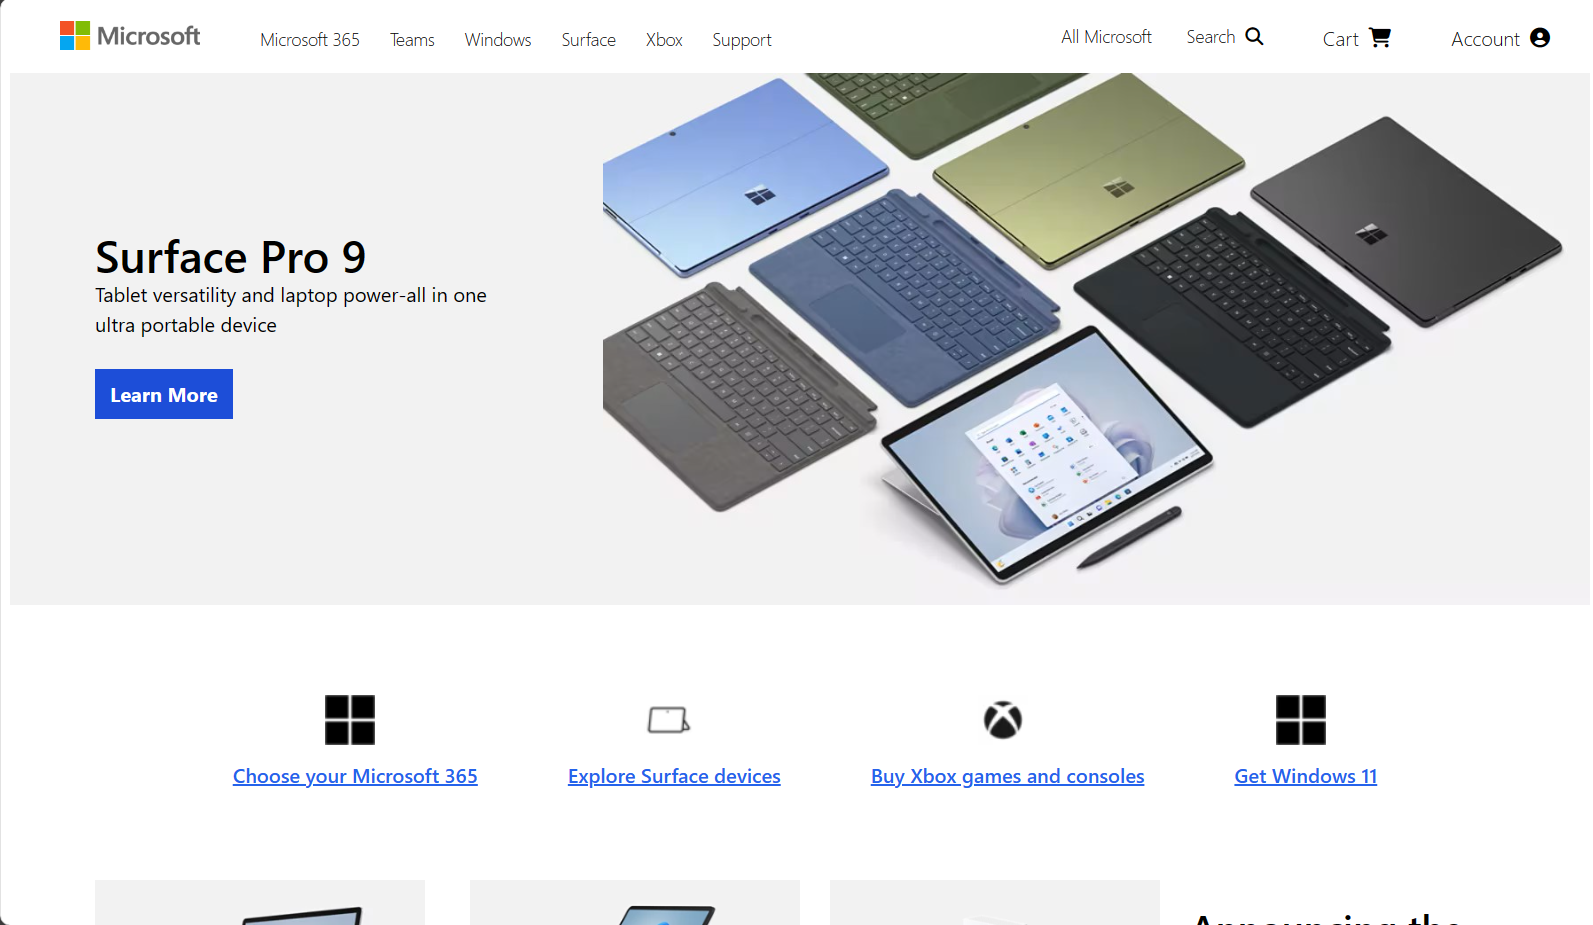 Microsoft
Microsoft 365
Teams
Windows
Surface
Xbox
Support
All Microsoft
Search
Cart
Account
Surface Pro 9
Tablet versatility and laptop power-all in one
ultra portable device
Learn More
Choose your Microsoft 365
Explore Surface devices
Buy Xbox games and consoles
Get Windows 11
Announcing the